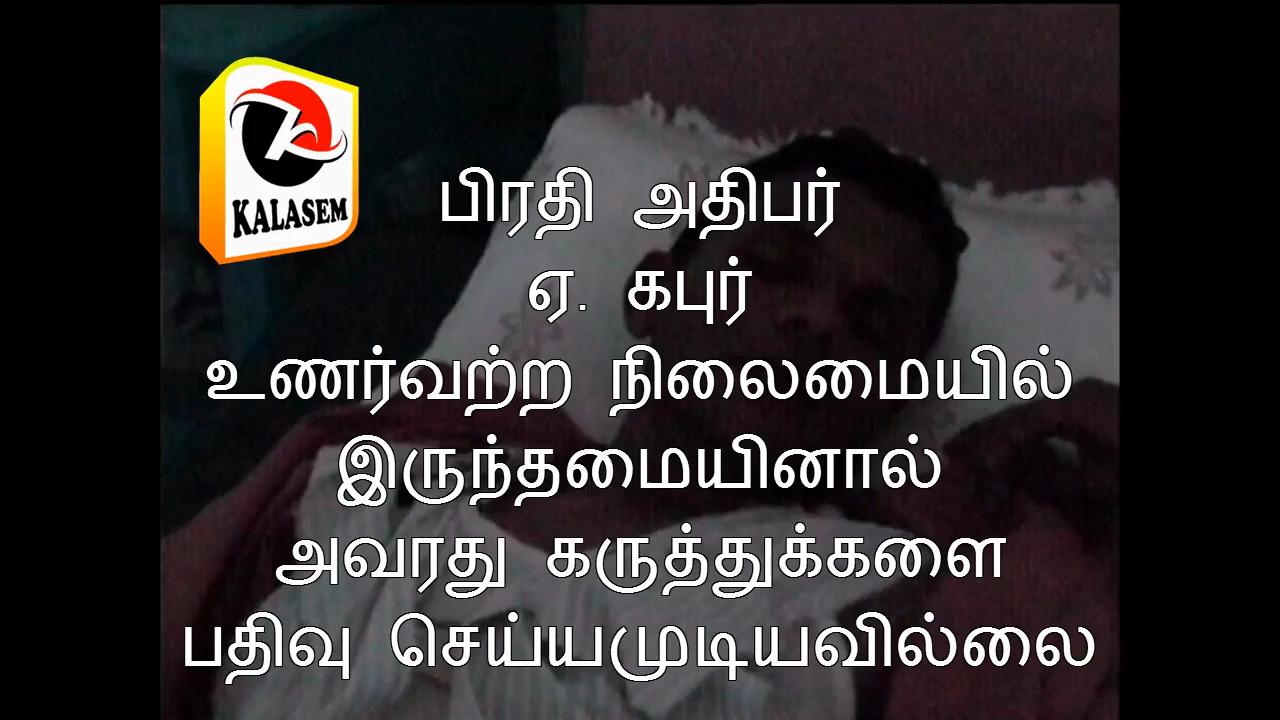 KALASEM
பிரதி அதிபர்
ஏ. கபுர்
உணர்வற்ற நிலைமையில்
இருந்தமையினால்
அவரது கருத்துக்களை
பதிவு செய்யமுடியவில்லை